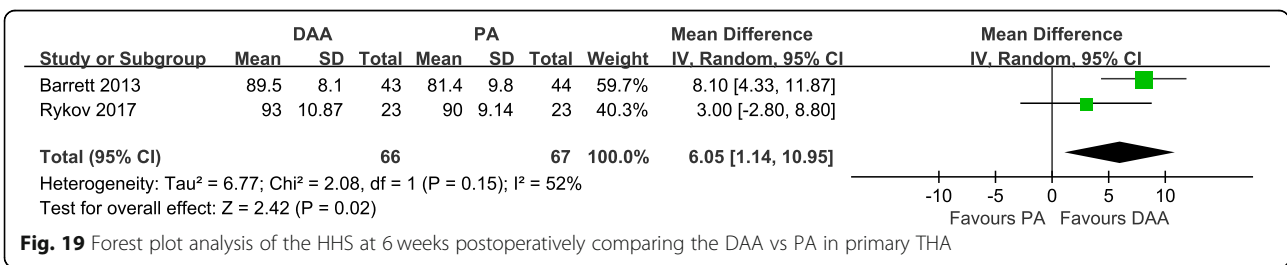 DAA PA Mean Difference Mean Difference
Study or Subgroup Mean SD Total Mean SD Total Weight IV, Random, 95% CI IV, Random, 95% CI
Barrett 2013 89.5 8.1 43 81.4 9.8 44 59.7% 8.10 [4.33, 11.87]
Rykov 2017 93 10.87 23 90 9.14 23 40.3% 3.00 [-2.80, 8.80]
Total (95% CI) 66 67 100.0% 6.05 [1.14, 10.95]
Heterogeneity: Tau² = 6.77; Chi² = 2.08, df = 1 (P = 0.15); I² = 52%
Test for overall effect: Z = 2.42 (P = 0.02)
-10 -5 0 5 10
Favours PA Favours DAA
Fig. 19 Forest plot analysis of the HHS at 6 weeks postoperatively comparing the DAA vs PA in primary THA